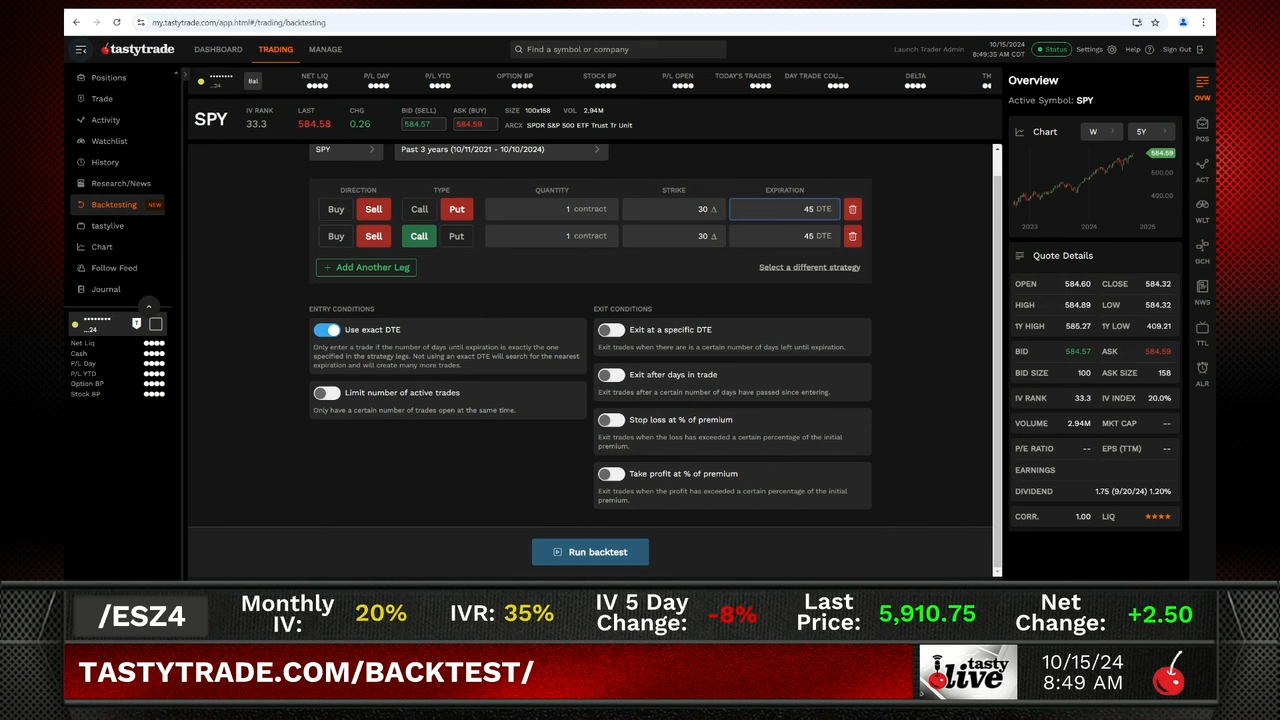 my.tastytrade.com/app.html#/trading/backtesting
tastytrade DASHBOARD TRADING MANAGE Find a symbol or company Launch Trader Admin 10/15/2024 8:49:35 AM CDT Status Settings Help Sign Out
Positions
Trade
Activity
Watchlist
History
Research/News
Backtesting NEW
tastylive
Chart
Follow Feed
Journal
...24
Net Liq
Cash
P/L Day
P/L YTD
Option BP
Stock BP
...24 Bal NET LIQ P/L DAY P/L YTD OPTION BP STOCK BP P/L OPEN TODAY'S TRADES DAY TRADE COU... DELTA TH
SPY IV RANK LAST CHG BID (SELL) ASK (BUY) SIZE 100x158 VOL 2.94M
33.3 584.58 0.26 584.57 584.59 ARCX SPDR S&P 500 ETF Trust Tr Unit
SPY Past 3 years (10/11/2021 - 10/10/2024)
DIRECTION TYPE QUANTITY STRIKE EXPIRATION
Buy Sell Call Put 1 contract 30 Δ 45 DTE
Buy Sell Call Put 1 contract 30 Δ 45 DTE
+ Add Another Leg Select a different strategy
ENTRY CONDITIONS
Use exact DTE
Only enter a trade if the number of days until expiration is exactly the one
specified in the strategy legs. Not using an exact DTE will search for the nearest
expiration and will create many more trades.
Limit number of active trades
Only have a certain number of trades open at the same time.
EXIT CONDITIONS
Exit at a specific DTE
Exit trades when there are is a certain number of days left until expiration.
Exit after days in trade
Exit trades after a certain number of days have passed since entering.
Stop loss at % of premium
Exit trades when the loss has exceeded a certain percentage of the initial
premium.
Take profit at % of premium
Exit trades when the profit has exceeded a certain percentage of the initial
premium.
Run backtest
Overview
Active Symbol: SPY
Chart W 5Y
584.59
500.00
400.00
2023 2024 2025
Quote Details
OPEN 584.60 CLOSE 584.32
HIGH 584.89 LOW 584.32
1Y HIGH 585.27 1Y LOW 409.21
BID 584.57 ASK 584.59
BID SIZE 100 ASK SIZE 158
IV RANK 33.3 IV INDEX 20.0%
VOLUME 2.94M MKT CAP --
P/E RATIO -- EPS (TTM) --
EARNINGS
DIVIDEND 1.75 (9/20/24) 1.20%
CORR. 1.00 LIQ ★★★★
OVW
POS
ACT
WLT
OCH
NWS
TTL
ALR
/ESZ4 Monthly IV: 20% IVR: 35% IV 5 Day Change: -8% Last Price: 5,910.75 Net Change: +2.50
TASTYTRADE.COM/BACKTEST/
tasty live
10/15/24
8:49 AM